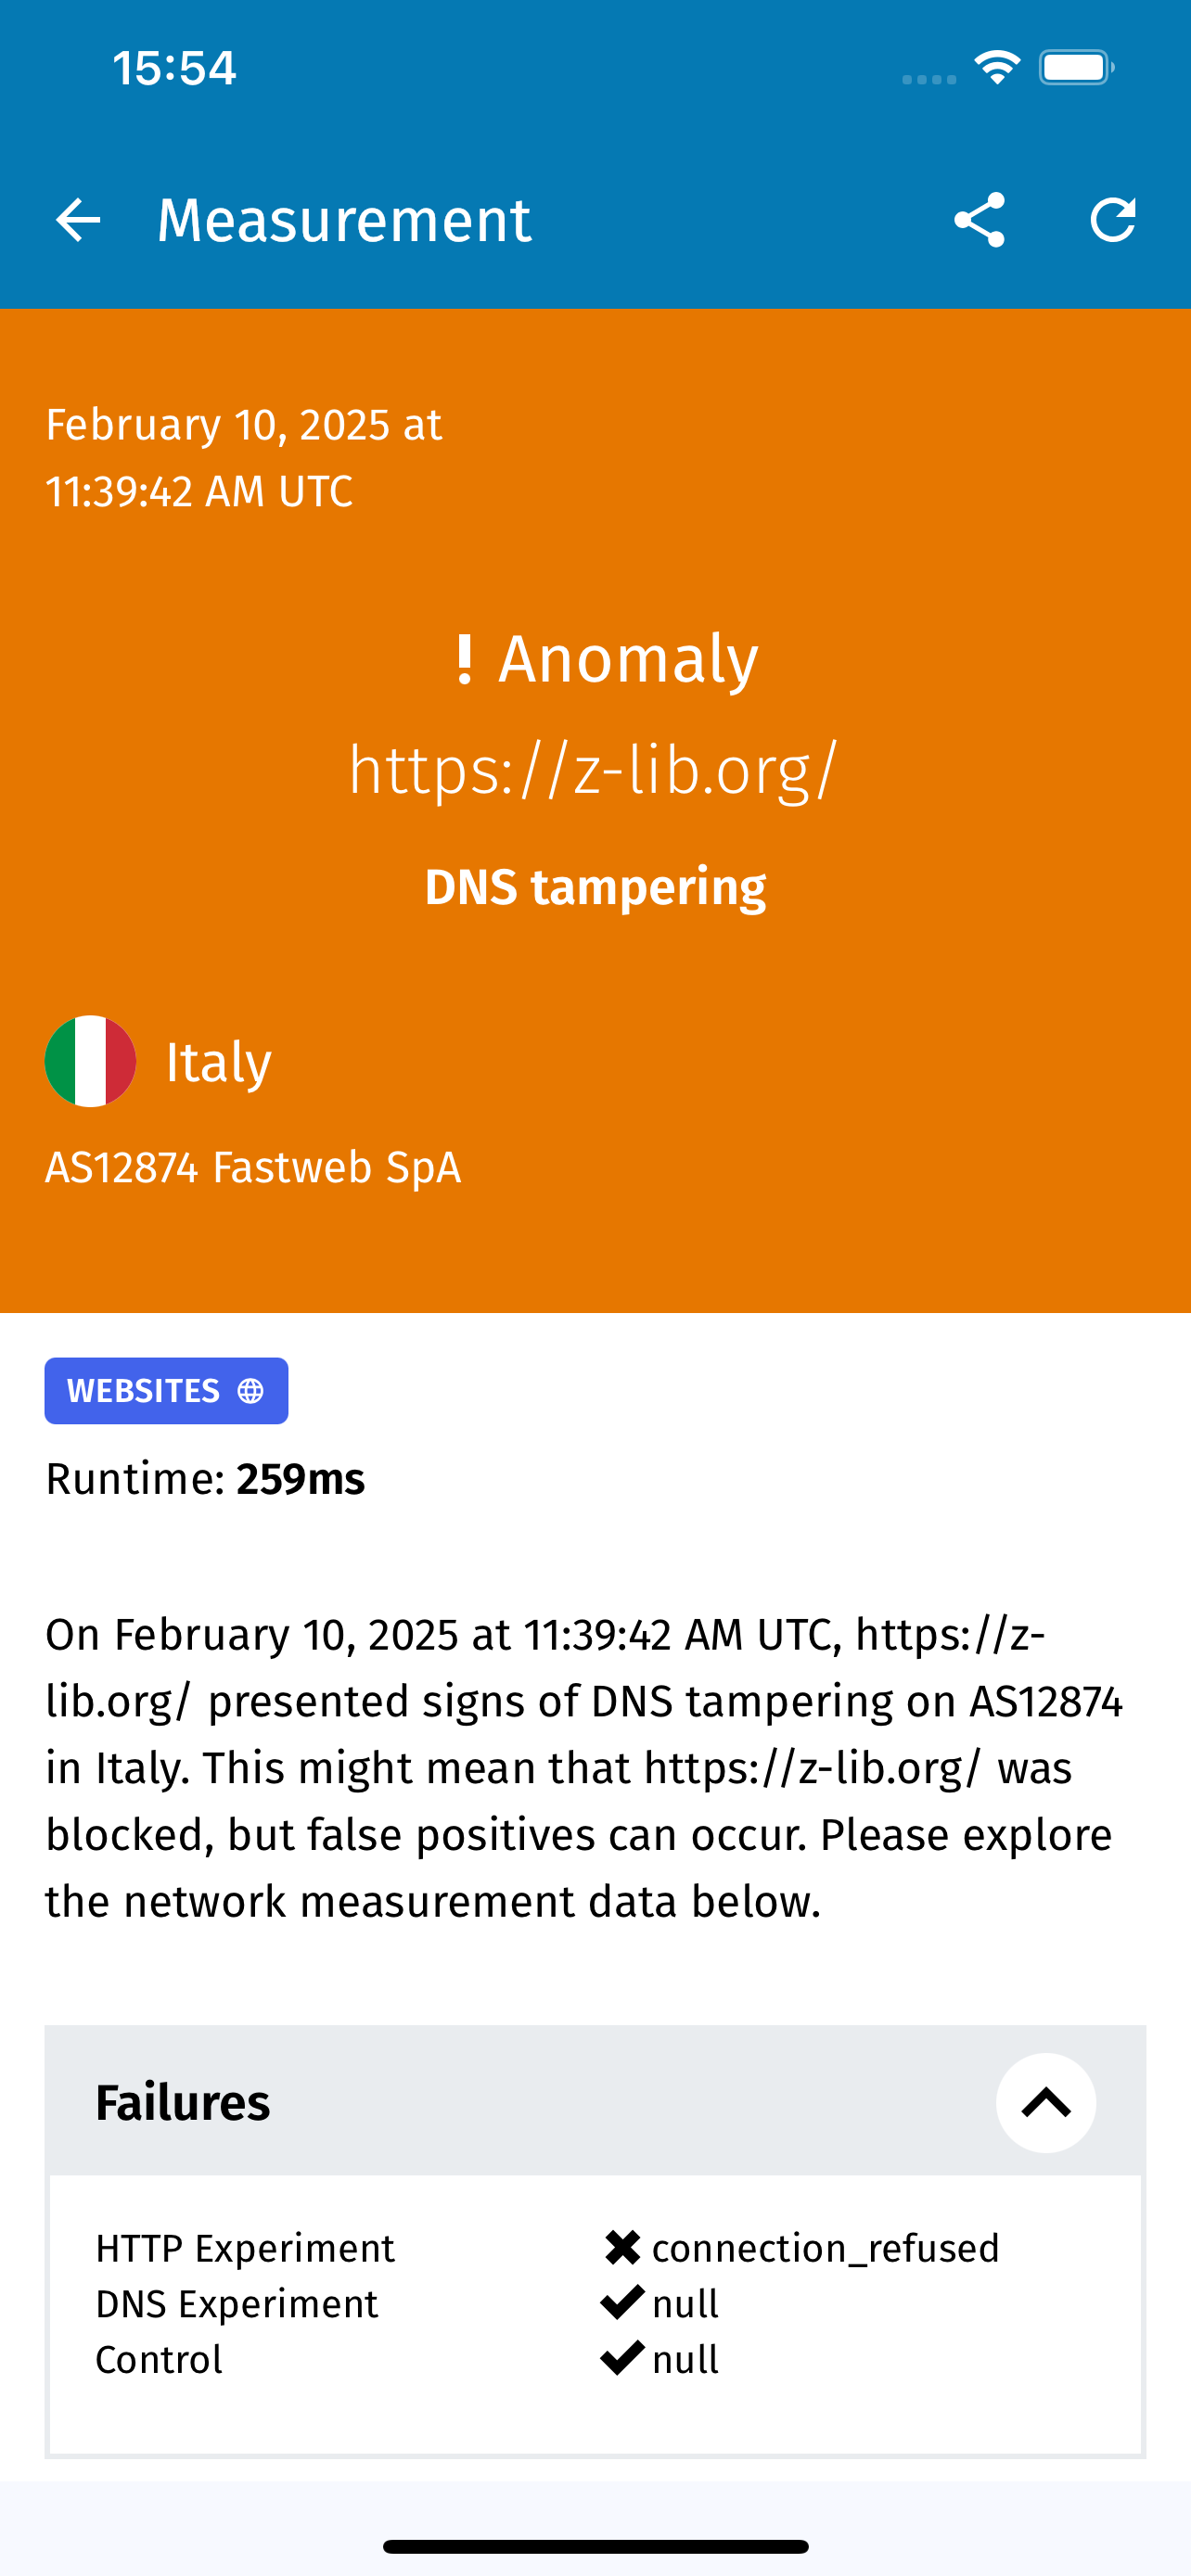 15:54
Measurement
February 10, 2025 at
11:39:42 AM UTC
! Anomaly
https://z-lib.org/
DNS tampering
Italy
AS12874 Fastweb SpA
WEBSITES
Runtime: 259ms
On February 10, 2025 at 11:39:42 AM UTC, https://z-
lib.org/ presented signs of DNS tampering on AS12874
in Italy. This might mean that https://z-lib.org/ was
blocked, but false positives can occur. Please explore
the network measurement data below.
Failures
HTTP Experiment connection_refused
DNS Experiment null
Control null